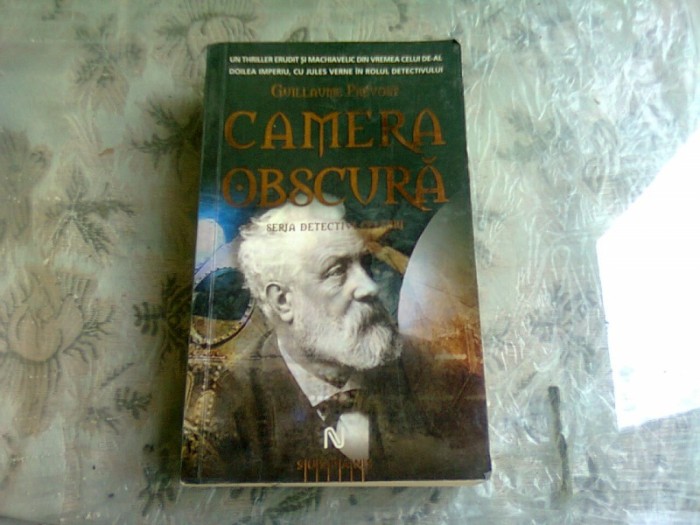 UN THRILLER ERUDIT ȘI MACHIAVELIC DIN VREMEA CELUI DE-AL
DOILEA IMPERIU, CU JULES VERNE ÎN ROLUL DETECTIVULUI
GUILLAUME PRÉVOST
CAMERA
OBSCURĂ
SERIA DETECTIVI
N